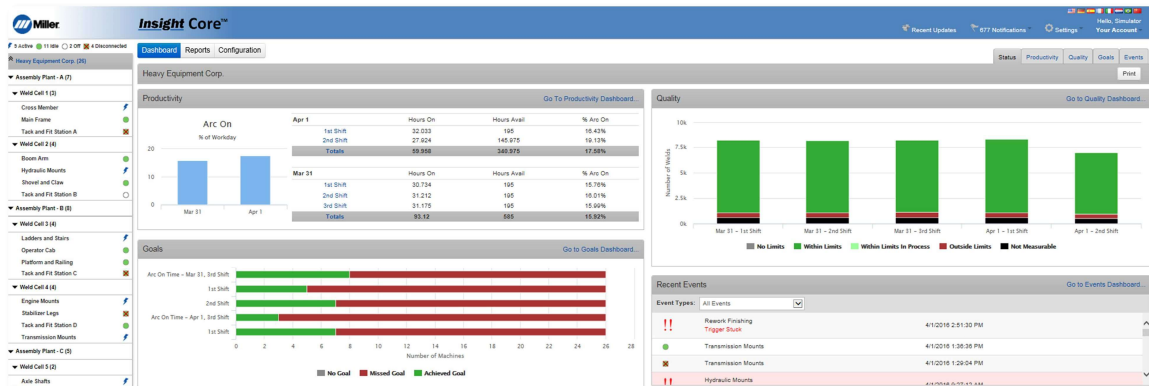 Miller.
Insight Core™
Hello, Simulator
Recent Updates 677 Notifications Settings Your Account
9 Active 11 Idle 2 Off 4 Disconnected
Dashboard Reports Configuration
Status Productivity Quality Goals Events
Heavy Equipment Corp. (26)
Assembly Plant - A (7)
Weld Cell 1 (3)
Cross Member
Main Frame
Tack and Fit Station A
Weld Cell 2 (4)
Boom Arm
Hydraulic Mounts
Shovel and Claw
Tack and Fit Station B
Assembly Plant - B (8)
Weld Cell 3 (4)
Ladders and Stairs
Operator Cab
Platform and Railing
Tack and Fit Station C
Weld Cell 4 (4)
Engine Mounts
Stabilizer Legs
Tack and Fit Station D
Transmission Mounts
Assembly Plant - C (5)
Weld Cell 5 (2)
Axle Shafts
Heavy Equipment Corp.
Print
Productivity Go To Productivity Dashboard...
Arc On
% of Workday
20
10
0
Mar 31 Apr 1
Apr 1 Hours On Hours Avail % Arc On
1st Shift 32.033 195 16.43%
2nd Shift 27.924 145.975 19.13%
Totals 59.958 340.975 17.58%
Mar 31 Hours On Hours Avail % Arc On
1st Shift 30.734 195 15.76%
2nd Shift 31.212 195 16.01%
3rd Shift 31.175 195 15.99%
Totals 93.12 585 15.92%
Goals Go to Goals Dashboard...
Arc On Time - Mar 31, 3rd Shift
1st Shift
2nd Shift
Arc On Time - Apr 1, 3rd Shift
1st Shift
0 2 4 6 8 10 12 14 16 18 20 22 24 26 28
Number of Machines
No Goal Missed Goal Achieved Goal
Quality Go to Quality Dashboard...
Number of Welds
10k
7.5k
5k
2.5k
0k
Mar 31 - 1st Shift Mar 31 - 2nd Shift Mar 31 - 3rd Shift Apr 1 - 1st Shift Apr 1 - 2nd Shift
No Limits Within Limits Within Limits In Process Outside Limits Not Measurable
Recent Events Go to Events Dashboard...
Event Types: All Events
!! Rework Finishing 4/1/2016 2:51:30 PM
Trigger Stuck
Transmission Mounts 4/1/2016 1:36:36 PM
Transmission Mounts 4/1/2016 1:29:04 PM
!! Hydraulic Mounts